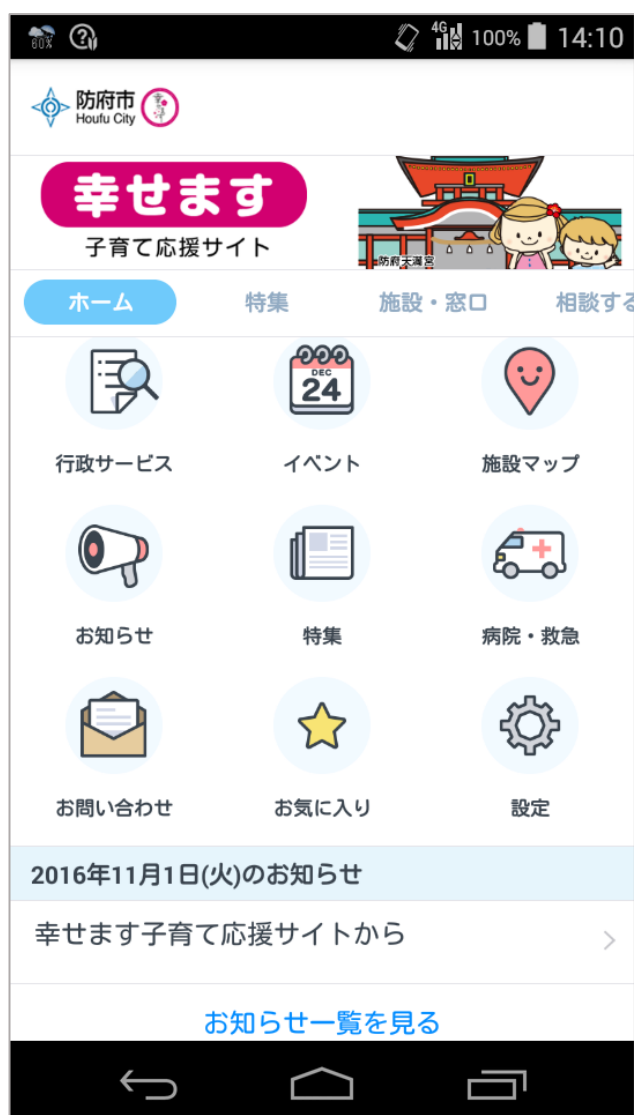 80%
4G 100% 14:10
防府市
Houfu City
幸せます
子育て応援サイト
防府天満宮
ホーム 特集 施設・窓口 相談する
DEC
24
行政サービス イベント 施設マップ
お知らせ 特集 病院・救急
お問い合わせ お気に入り 設定
2016年11月1日(火)のお知らせ
幸せます子育て応援サイトから
お知らせ一覧を見る